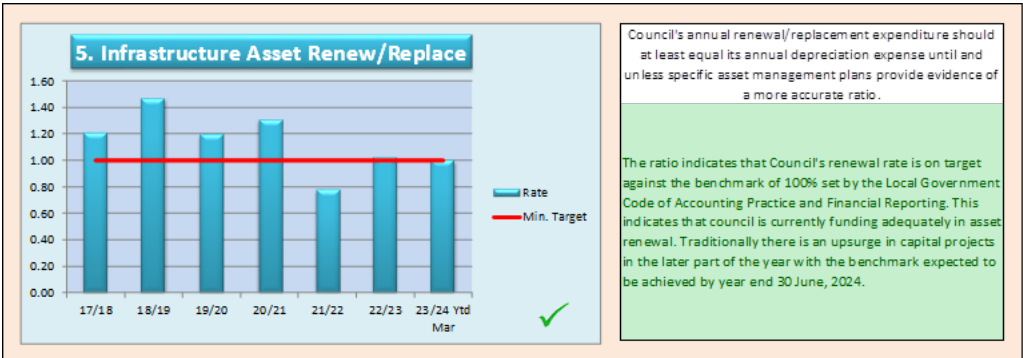 5. Infrastructure Asset Renew/Replace
1.60
1.40
1.20
1.00
0.80
0.60
0.40
0.20
0.00
17/18 18/19 19/20 20/21 21/22 22/23 23/24 Ytd
Mar
Rate
Min. Target
Council's annual renewal/replacement expenditure should
at least equal its annual depreciation expense until and
unless specific asset management plans provide evidence of
a more accurate ratio.
The ratio indicates that Council's renewal rate is on target
against the benchmark of 100% set by the Local Government
Code of Accounting Practice and Financial Reporting. This
indicates that council is currently funding adequately in asset
renewal. Traditionally there is an upsurge in capital projects
in the later part of the year with the benchmark expected to
be achieved by year end 30 June, 2024.